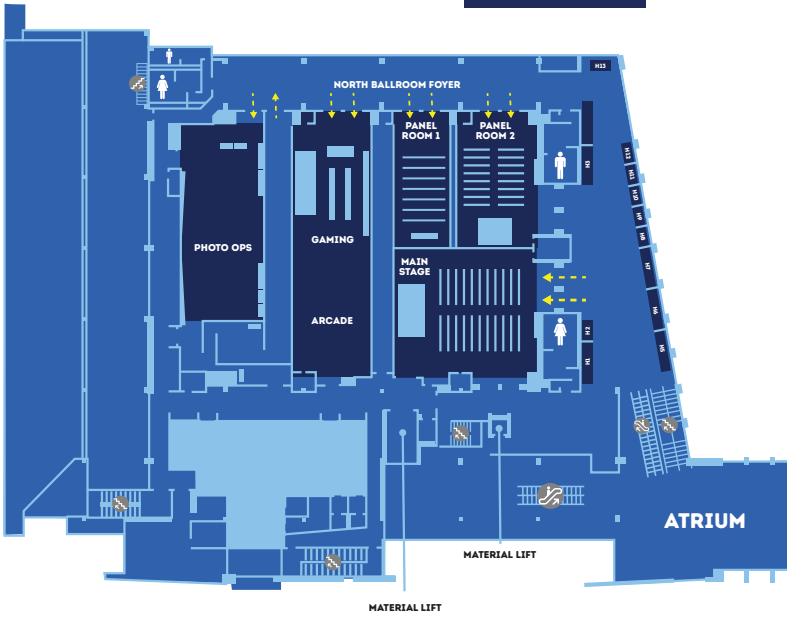 H13
NORTH BALLROOM FOYER
PANEL
ROOM 1
PANEL
ROOM 2
H3
H12
H11
H10
H9
H8
H7
H6
H5
PHOTO OPS
GAMING
ARCADE
MAIN
STAGE
H2
H1
ATRIUM
MATERIAL LIFT
MATERIAL LIFT